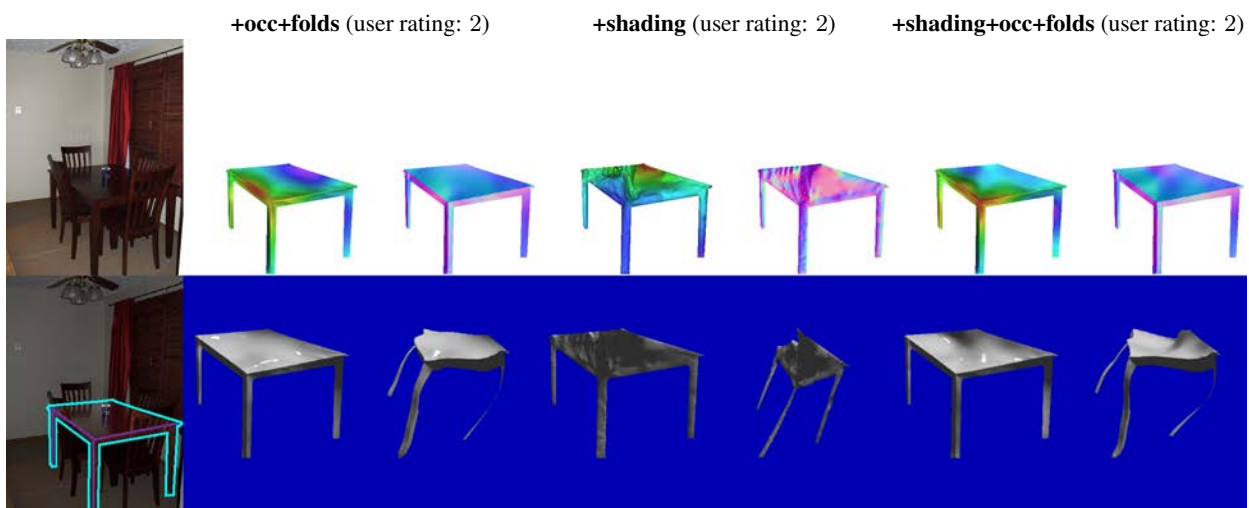 +occ+folds (user rating: 2) +shading (user rating: 2) +shading+occ+folds (user rating: 2)